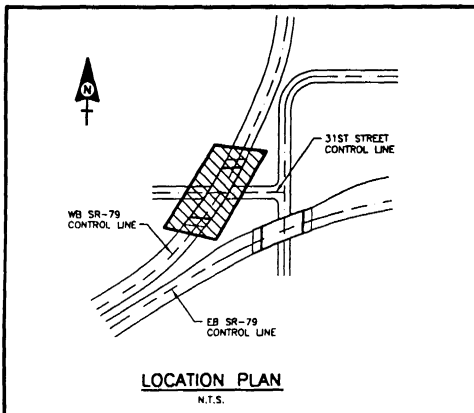 N
31ST STREET
CONTROL LINE
WB SR-79
CONTROL LINE
EB SR-79
CONTROL LINE
LOCATION PLAN
N.T.S.